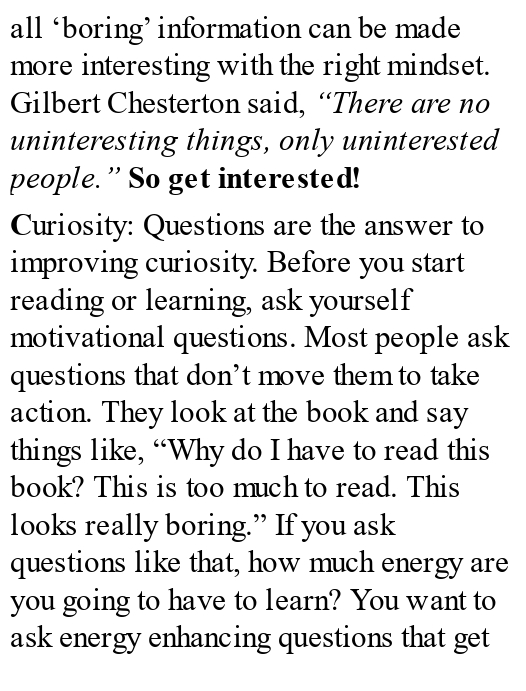 all ‘boring’ information can be made
more interesting with the right mindset.
Gilbert Chesterton said, “There are no
uninteresting things, only uninterested
people.” So get interested!
Curiosity: Questions are the answer to
improving curiosity. Before you start
reading or learning, ask yourself
motivational questions. Most people ask
questions that don’t move them to take
action. They look at the book and say
things like, “Why do I have to read this
book? This is too much to read. This
looks really boring.” If you ask
questions like that, how much energy are
you going to have to learn? You want to
ask energy enhancing questions that get